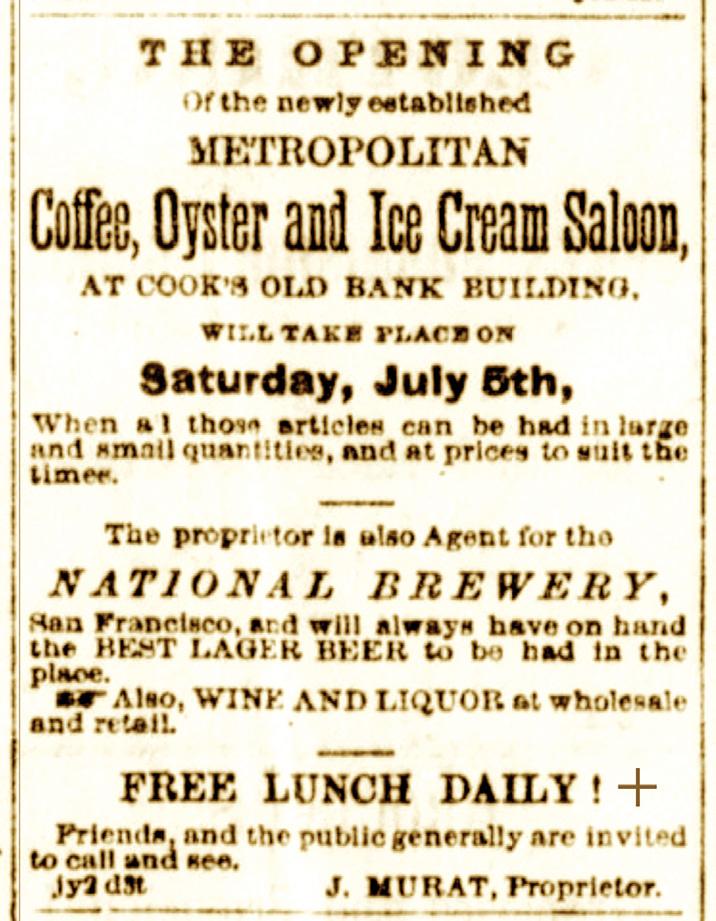 THE OPENING
Of the newly established
METROPOLITAN
Coffee, Oyster and Ice Cream Saloon,
AT COOK'S OLD BANK BUILDING,
WILL TAKE PLACE ON
Saturday, July 5th,
When al those articles can be had in large
and small quantities, and at prices to suit the
times.
The proprietor is also Agent for the
NATIONAL BREWERY,
San Francisco, and will always have on hand
the BEST LAGER BEER to be had in the
place.
☞ Also, WINE AND LIQUOR at wholesale
and retail.
FREE LUNCH DAILY!
Friends, and the public generally are invited
to call and see.
jy2 d3t J. MURAT, Proprietor.